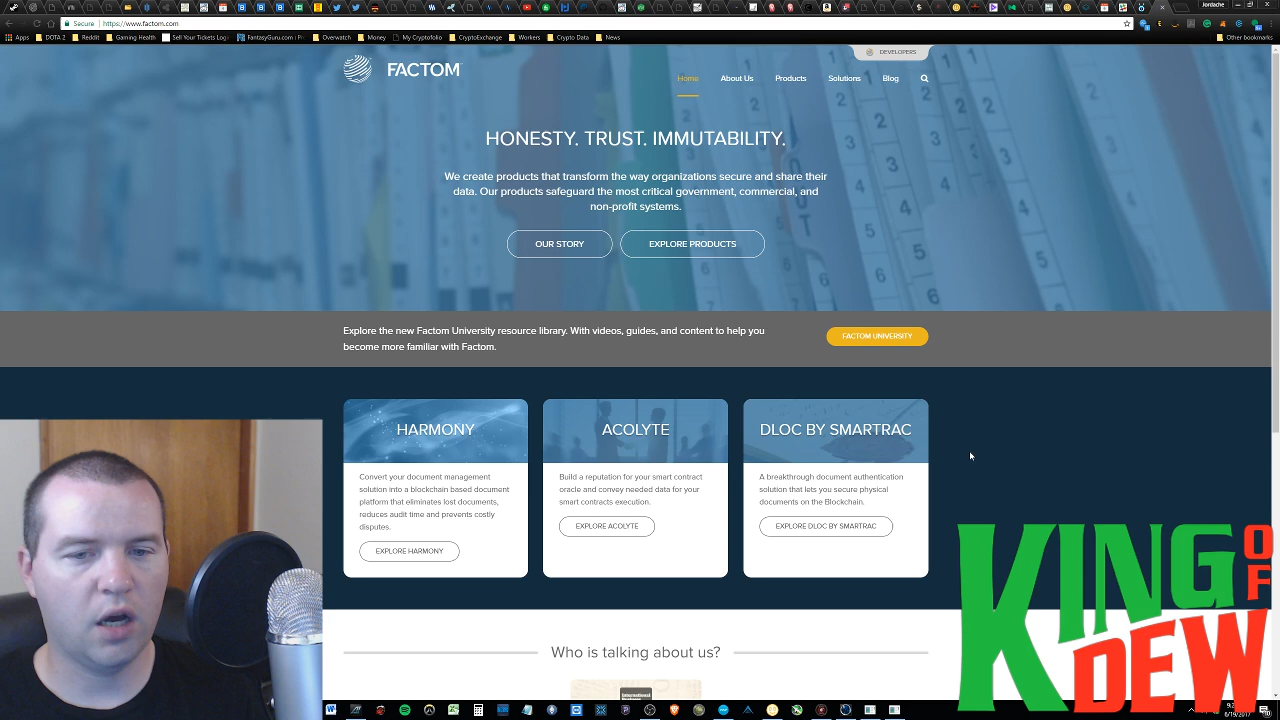 Jordache
Secure
https://www.factom.com
Apps
DOTA 2
Reddit
Gaming Health
Sell Your Tickets
FantasyGuru.com
Overwatch
Money
My Cryptofolio
CryptoExchange
Workers
Crypto Data
News
Other bookmarks
DEVELOPERS
FACTOM
Home
About Us
Products
Solutions
Blog
HONESTY. TRUST. IMMUTABILITY.
We create products that transform the way organizations secure and share their
data. Our products safeguard the most critical government, commercial, and
non-profit systems.
OUR STORY
EXPLORE PRODUCTS
Explore the new Factom University resource library. With videos, guides, and content to help you
become more familiar with Factom.
FACTOM UNIVERSITY
HARMONY
Convert your document management
solution into a blockchain based document
platform that eliminates lost documents,
reduces audit time and prevents costly
disputes.
EXPLORE HARMONY
ACOLYTE
Build a reputation for your smart contract
oracle and convey needed data for your
smart contracts execution.
EXPLORE ACOLYTE
DLOC BY SMARTRAC
A breakthrough document authentication
solution that lets you secure physical
documents on the Blockchain.
EXPLORE DLOC BY SMARTRAC
Who is talking about us?
KING OF
DEW
6/19/2017